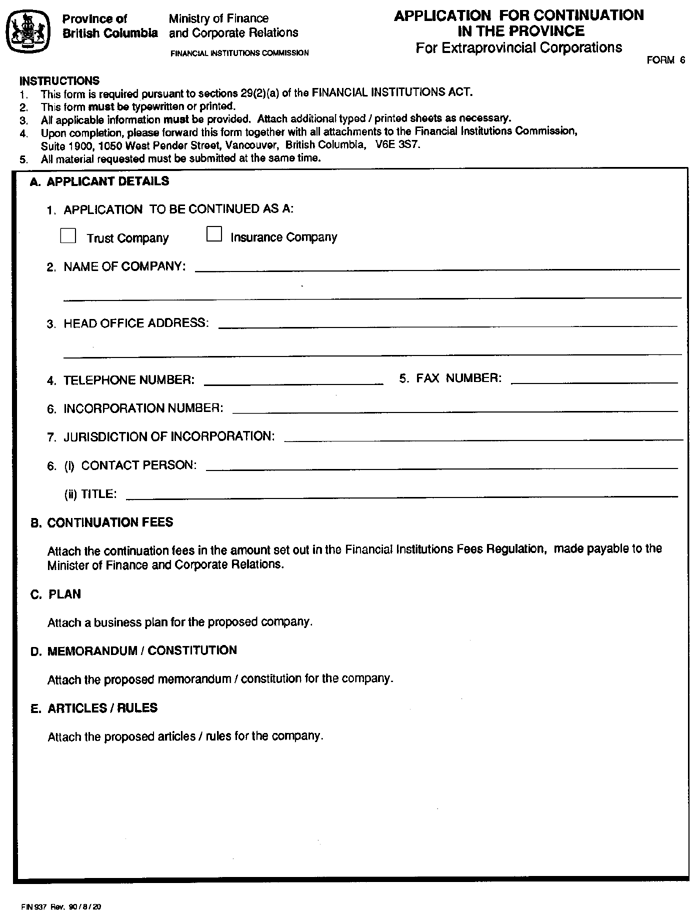 Province of British Columbia
Ministry of Finance and Corporate Relations
FINANCIAL INSTITUTIONS COMMISSION
APPLICATION FOR CONTINUATION
IN THE PROVINCE
For Extraprovincial Corporations
FORM 6
INSTRUCTIONS
1. This form is required pursuant to sections 29(2)(a) of the FINANCIAL INSTITUTIONS ACT.
2. This form must be typewritten or printed.
3. All applicable information must be provided. Attach additional typed / printed sheets as necessary.
4. Upon completion, please forward this form together with all attachments to the Financial Institutions Commission,
Suite 1900, 1050 West Pender Street, Vancouver, British Columbia, V6E 3S7.
5. All material requested must be submitted at the same time.
A. APPLICANT DETAILS
1. APPLICATION TO BE CONTINUED AS A:
Trust Company Insurance Company
2. NAME OF COMPANY:
3. HEAD OFFICE ADDRESS:
4. TELEPHONE NUMBER: 5. FAX NUMBER:
6. INCORPORATION NUMBER:
7. JURISDICTION OF INCORPORATION:
6. (i) CONTACT PERSON:
(ii) TITLE:
B. CONTINUATION FEES
Attach the continuation fees in the amount set out in the Financial Institutions Fees Regulation, made payable to the
Minister of Finance and Corporate Relations.
C. PLAN
Attach a business plan for the proposed company.
D. MEMORANDUM / CONSTITUTION
Attach the proposed memorandum / constitution for the company.
E. ARTICLES / RULES
Attach the proposed articles / rules for the company.
FIN 937 Rev. 90 / 8 / 20